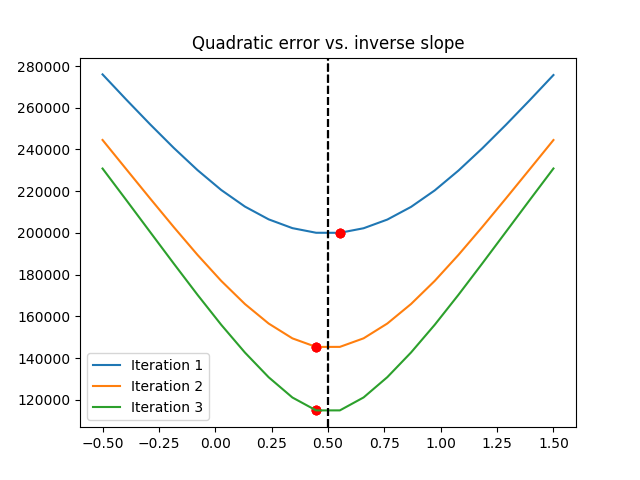 Quadratic error vs. inverse slope
280000
260000
240000
220000
200000
180000
160000
140000
120000
Iteration 1
Iteration 2
Iteration 3
−0.50 −0.25 0.00 0.25 0.50 0.75 1.00 1.25 1.50